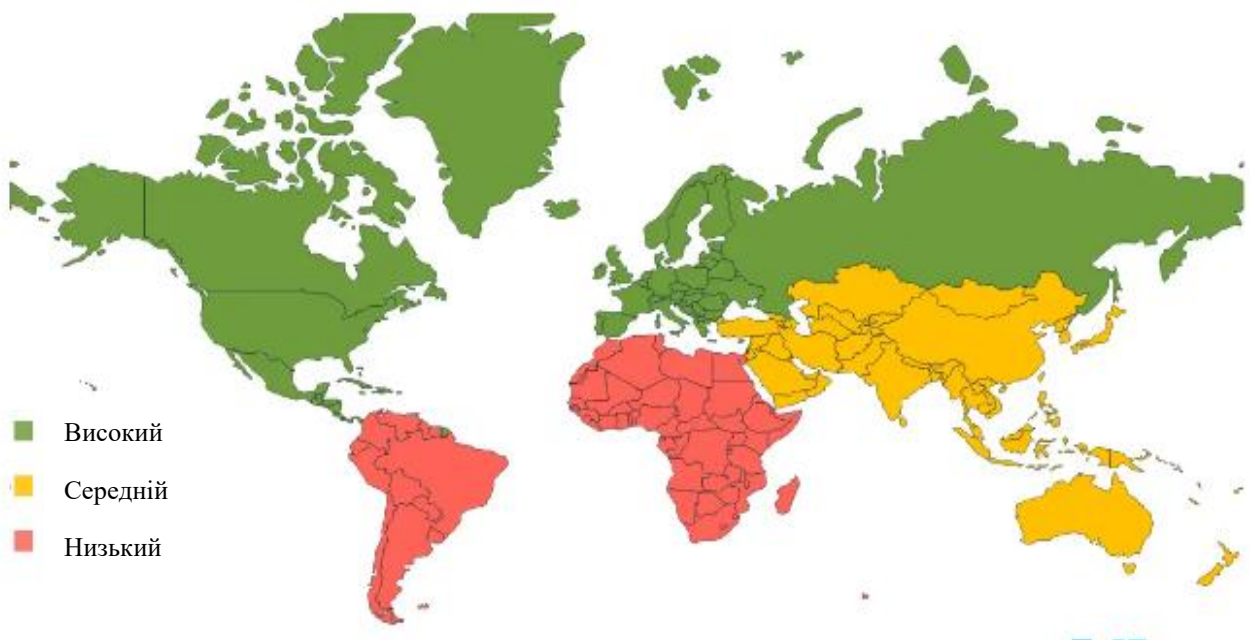 Високий
Середній
Низький